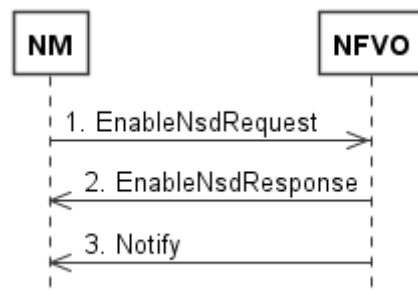 NM
NFVO
1. EnableNsdRequest
2. EnableNsdResponse
3. Notify